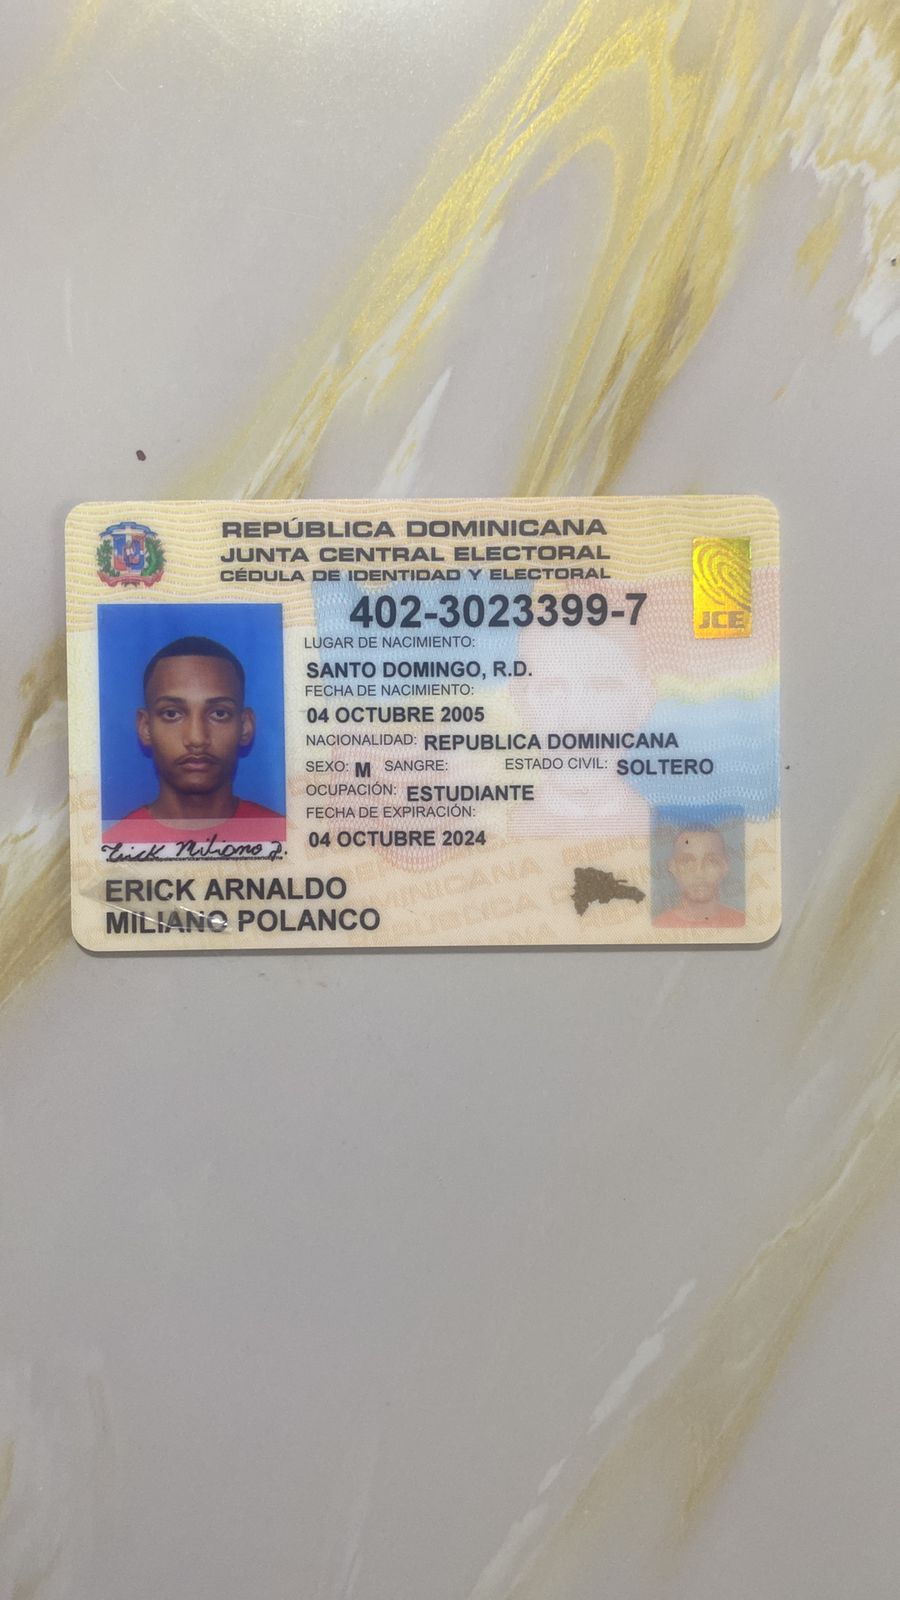 REPÚBLICA DOMINICANA
JUNTA CENTRAL ELECTORAL
CÉDULA DE IDENTIDAD Y ELECTORAL
402-3023399-7
JCE
LUGAR DE NACIMIENTO:
SANTO DOMINGO, R.D.
FECHA DE NACIMIENTO:
04 OCTUBRE 2005
NACIONALIDAD: REPUBLICA DOMINICANA
SEXO: M SANGRE: ESTADO CIVIL: SOLTERO
OCUPACIÓN: ESTUDIANTE
FECHA DE EXPIRACIÓN:
04 OCTUBRE 2024
Erick Miliano P.
ERICK ARNALDO
MILIANO POLANCO